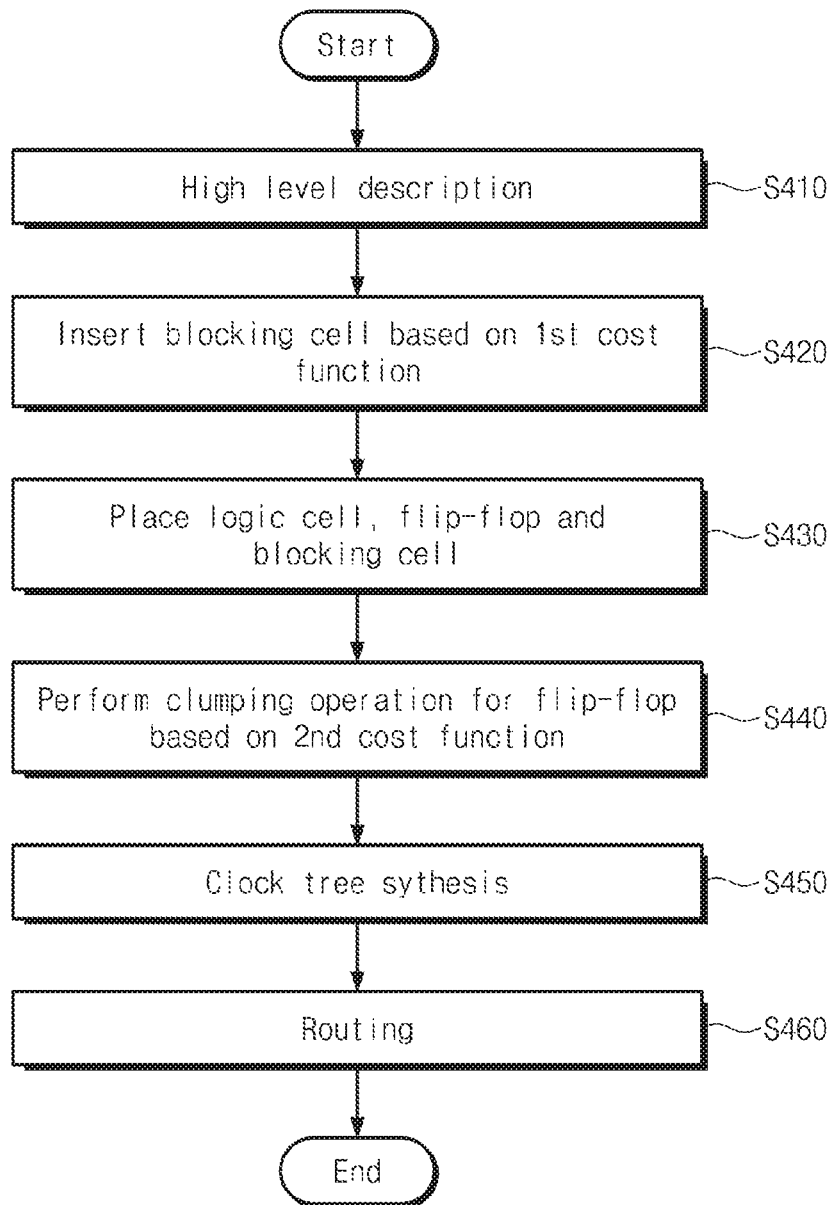 Start
High level description
S410
Insert blocking cell based on 1st cost
function
S420
Place logic cell, flip-flop and
blocking cell
S430
Perform clumping operation for flip-flop
based on 2nd cost function
S440
Clock tree sythesis
S450
Routing
S460
End